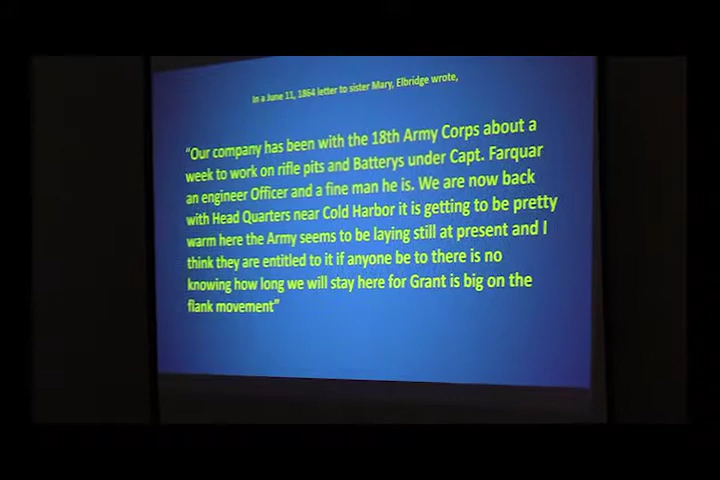 In a June 11, 1864 letter to sister Mary, Elbridge wrote,
"Our company has been with the 18th Army Corps about a
week to work on rifle pits and Batterys under Capt. Farquar
an engineer Officer and a fine man he is. We are now back
with Head Quarters near Cold Harbor it is getting to be pretty
warm here the Army seems to be laying still at present and I
think they are entitled to it if anyone be to there is no
knowing how long we will stay here for Grant is big on the
flank movement"